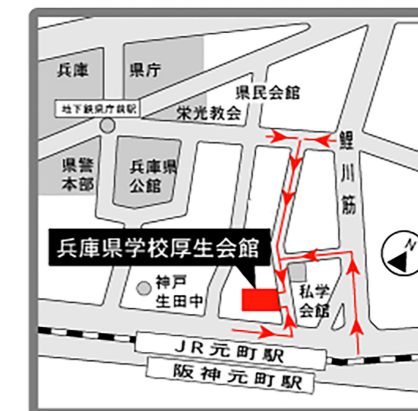 兵庫 県庁
地下鉄県庁前駅
県民会館
栄光教会
鯉川筋
県警
本部
兵庫県
公館
兵庫県学校厚生会館
N
神戸
生田中
私学
会館
JR元町駅
阪神元町駅